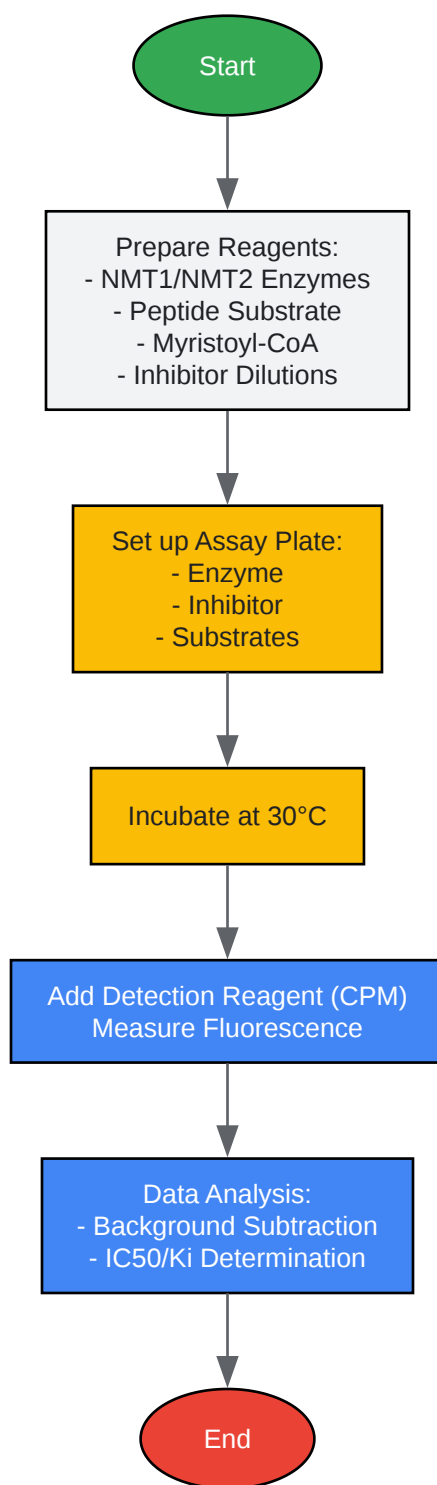 Start
Prepare Reagents:
- NMT1/NMT2 Enzymes
- Peptide Substrate
- Myristoyl-CoA
- Inhibitor Dilutions
Set up Assay Plate:
- Enzyme
- Inhibitor
- Substrates
Incubate at 30°C
Add Detection Reagent (CPM)
Measure Fluorescence
Data Analysis:
- Background Subtraction
- IC50/Ki Determination
End